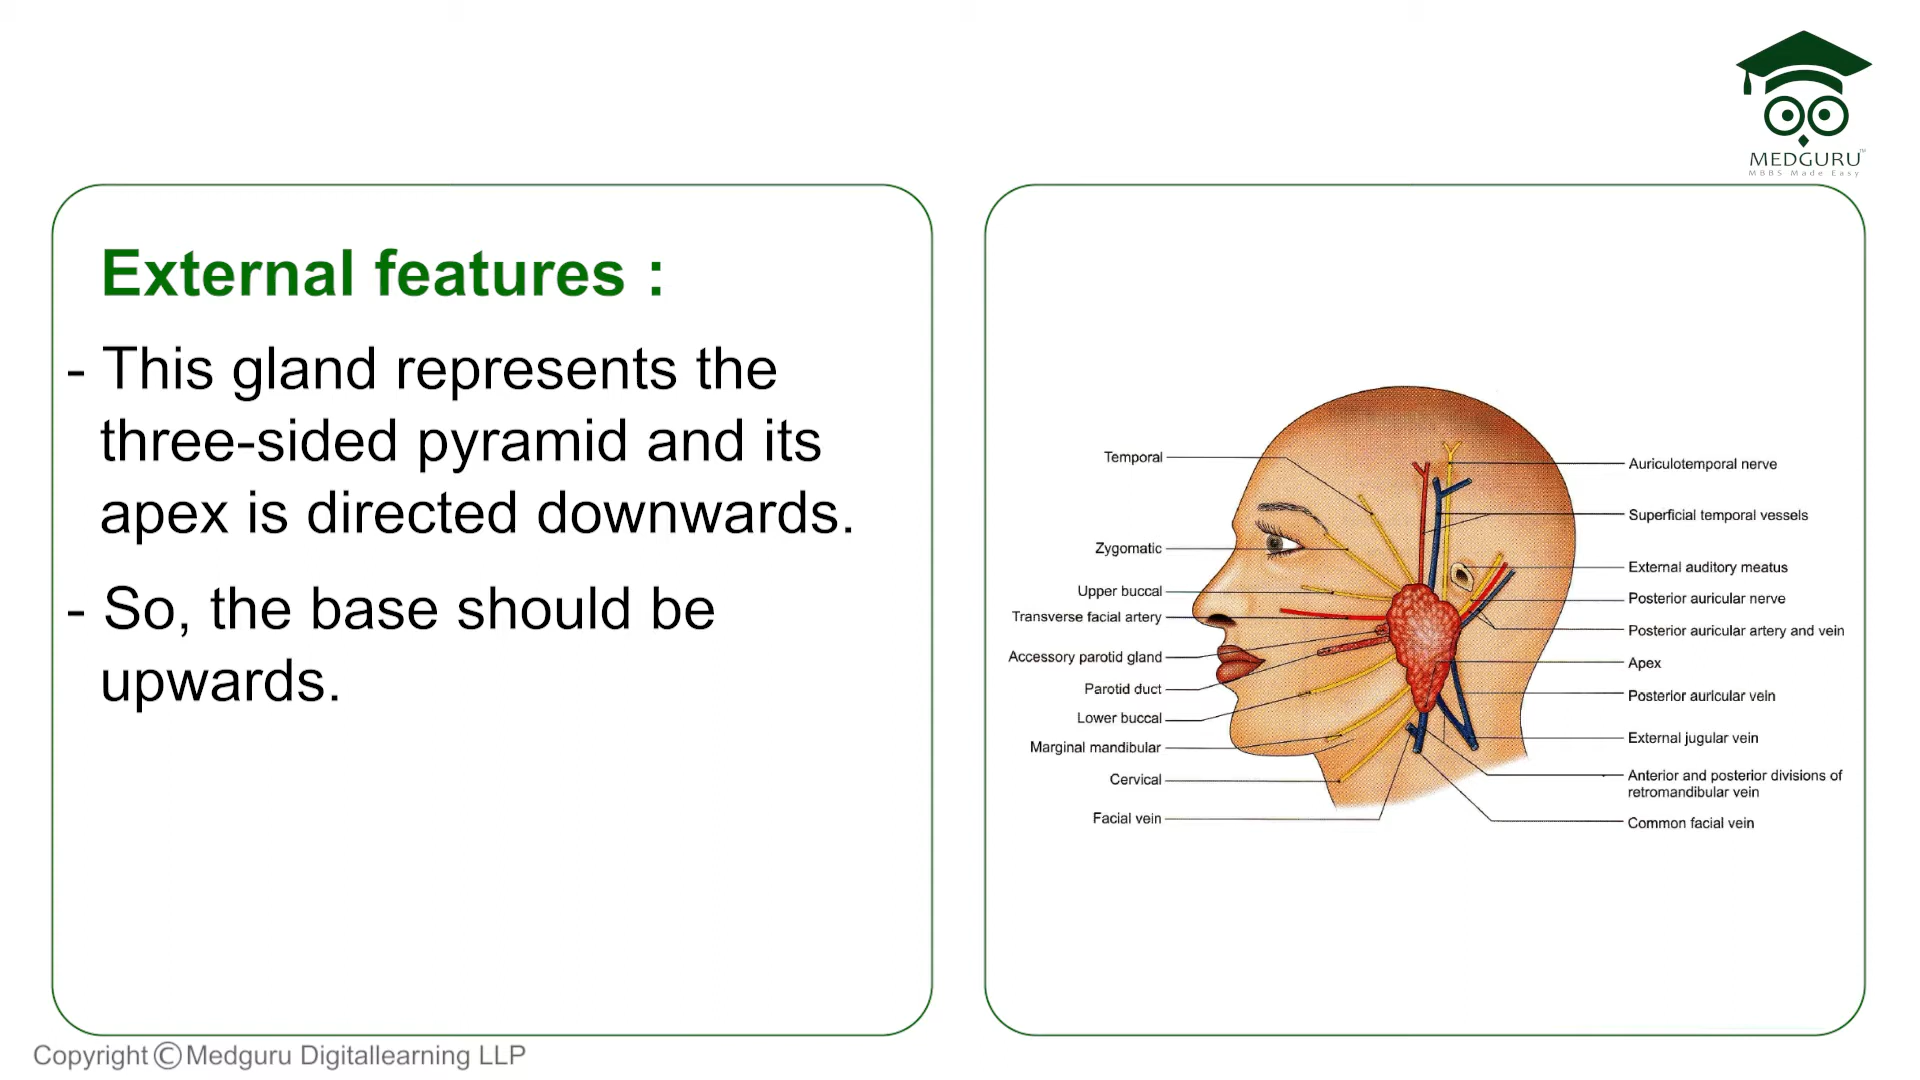 MEDGURU
TM
MBBS Made Easy
External features :
- This gland represents the
three-sided pyramid and its
apex is directed downwards.
- So, the base should be
upwards.
Temporal
Zygomatic
Upper buccal
Transverse facial artery
Accessory parotid gland
Parotid duct
Lower buccal
Marginal mandibular
Cervical
Facial vein
Auriculotemporal nerve
Superficial temporal vessels
External auditory meatus
Posterior auricular nerve
Posterior auricular artery and vein
Apex
Posterior auricular vein
External jugular vein
Anterior and posterior divisions of
retromandibular vein
Common facial vein
Copyright © Medguru Digitallearning LLP